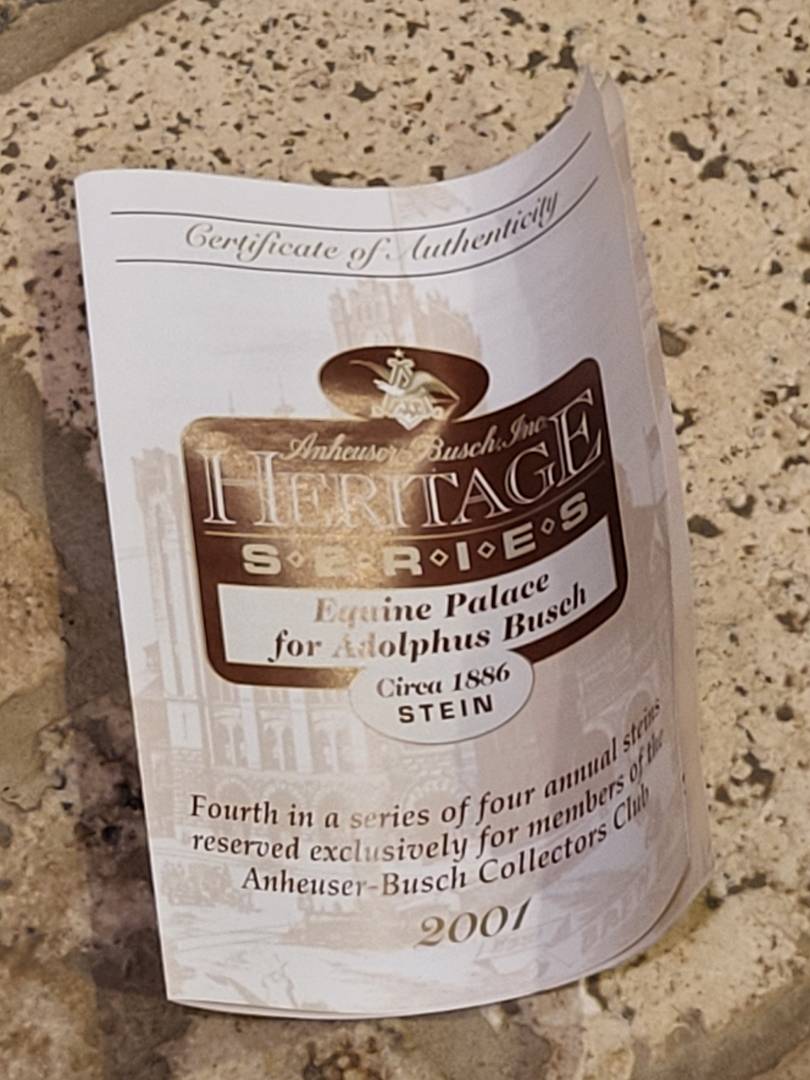 Certificate of Authenticity
Anheuser-Busch, Inc.
HERITAGE
S◇E◇R◇I◇E◇S
Equine Palace
for Adolphus Busch
Circa 1886
STEIN
Fourth in a series of four annual steins
reserved exclusively for members of the
Anheuser-Busch Collectors Club
2001